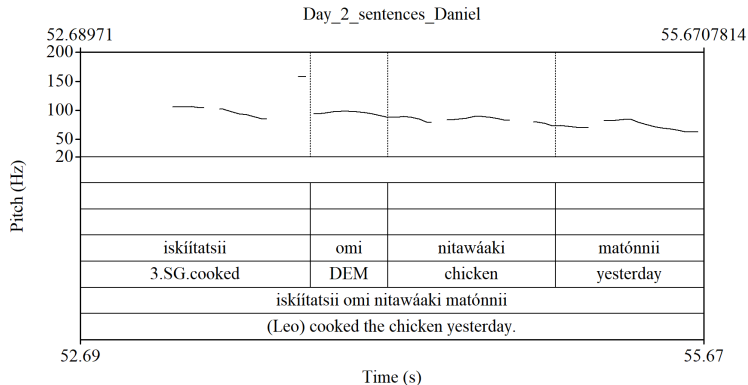 Day_2_sentences_Daniel
52.68971 55.6707814
200
150
100
50
20
Pitch (Hz)
iskíítatsii omi nitawáaki matónnii
3.SG.cooked DEM chicken yesterday
iskíítatsii omi nitawáaki matónnii
(Leo) cooked the chicken yesterday.
52.69 55.67
Time (s)